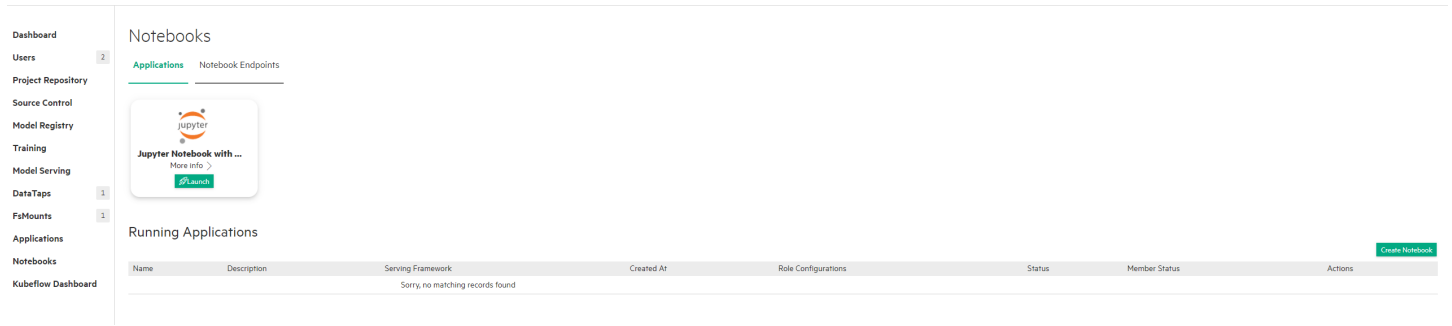 Dashboard
Users 2
Project Repository
Source Control
Model Registry
Training
Model Serving
DataTaps 1
FsMounts 1
Applications
Notebooks
Kubeflow Dashboard
Notebooks
Applications Notebook Endpoints
jupyter
Jupyter Notebook with ...
More info >
Launch
Running Applications
Create Notebook
Name Description Serving Framework Created At Role Configurations Status Member Status Actions
Sorry, no matching records found